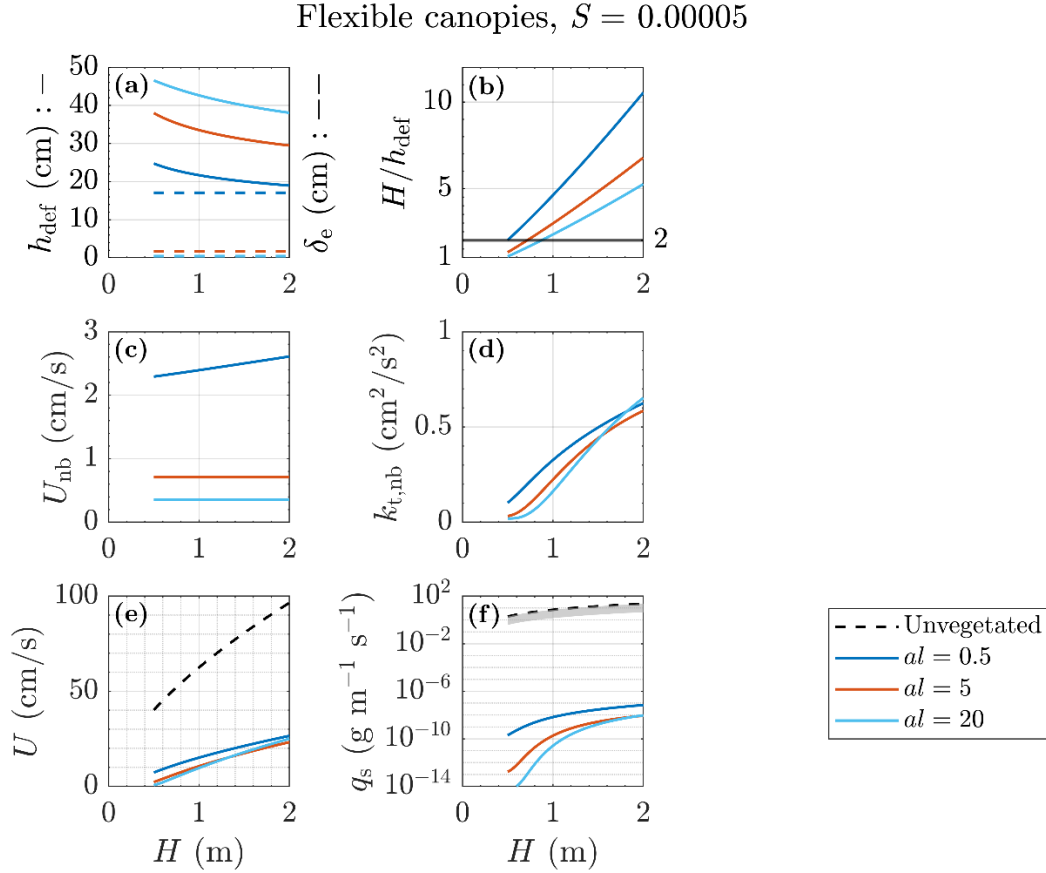 Flexible canopies, S = 0.00005
(a)
50
40
30
20
10
0
0 1 2
h_def (cm) : −
δ_e (cm) : −−
(b)
10
5
1
0 1 2
H/h_def
2
(c)
3
2
1
0
0 1 2
U_nb (cm/s)
(d)
1
0.5
0
0 1 2
k_t,nb (cm²/s²)
(e)
100
50
0
0 1 2
U (cm/s)
H (m)
(f)
10²
10⁻²
10⁻⁶
10⁻¹⁰
10⁻¹⁴
0 1 2
q_s (g m⁻¹ s⁻¹)
H (m)
Unvegetated
al = 0.5
al = 5
al = 20